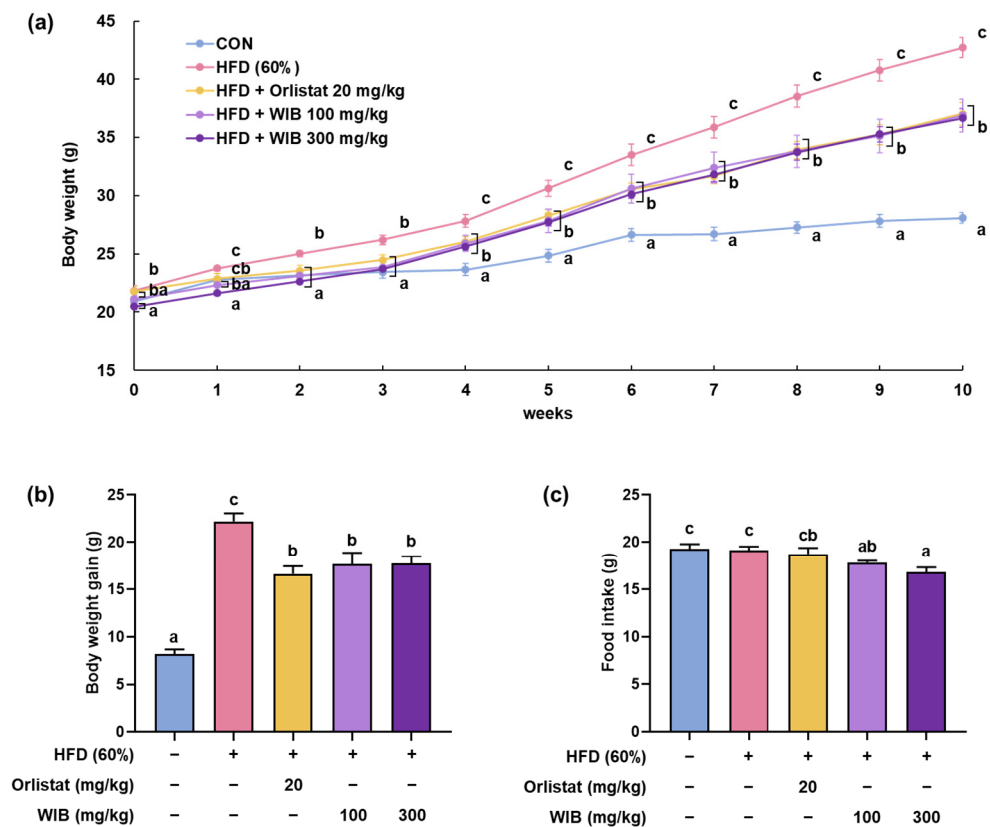 (a)
45
40
35
30
25
20
15
Body weight (g)
CON
HFD (60%)
HFD + Orlistat 20 mg/kg
HFD + WIB 100 mg/kg
HFD + WIB 300 mg/kg
b c b b c c c c c c c
ba cb ba
a a a a b b b b b b b
a a a a a a a
0 1 2 3 4 5 6 7 8 9 10
weeks
(b)
25
20
15
10
5
0
Body weight gain (g)
a c b b b
HFD (60%) – + + + +
Orlistat (mg/kg) – – 20 – –
WIB (mg/kg) – – – 100 300
(c)
25
20
15
10
5
0
Food intake (g)
c c cb ab a
HFD (60%) – + + + +
Orlistat (mg/kg) – – 20 – –
WIB (mg/kg) – – – 100 300